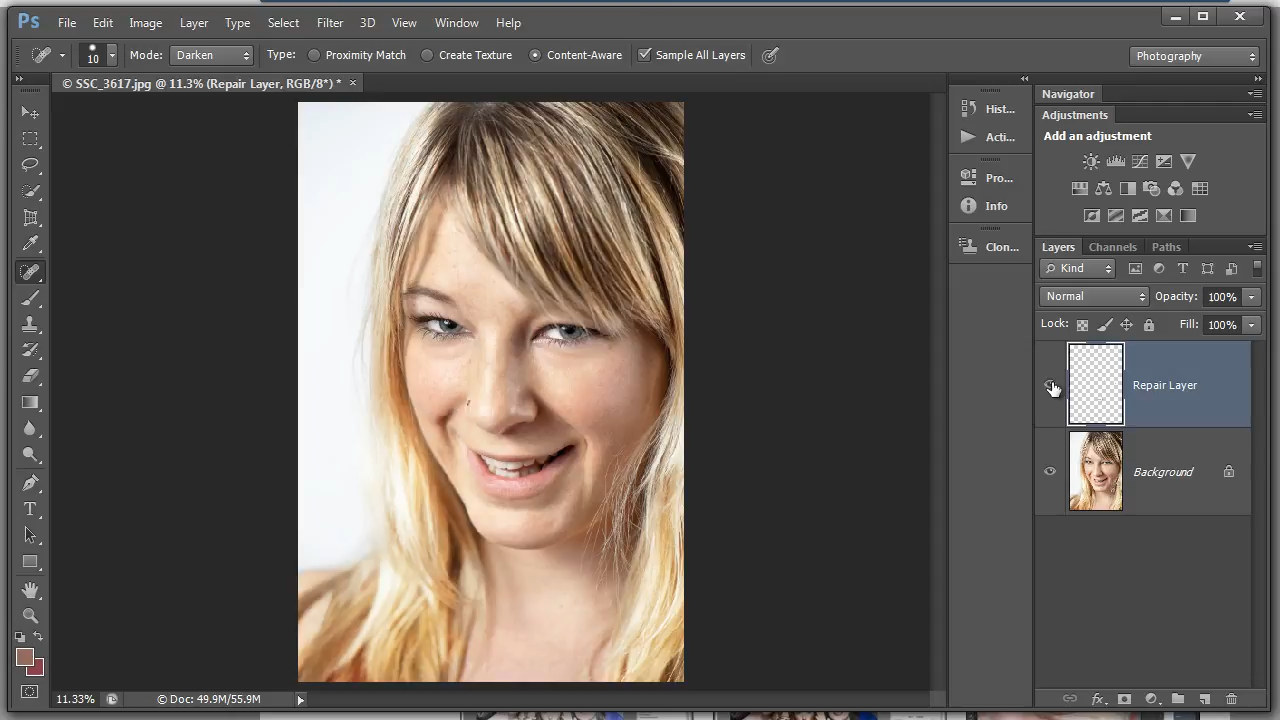 Ps File Edit Image Layer Type Select Filter 3D View Window Help
10 Mode: Darken Type: Proximity Match Create Texture Content-Aware Sample All Layers Photography
© SSC_3617.jpg @ 11.3% (Repair Layer, RGB/8*) * ×
Navigator
Hist...
Adjustments
Acti...
Add an adjustment
Pro...
Info
Clon...
Layers Channels Paths
Kind
Normal Opacity: 100%
Lock: Fill: 100%
Repair Layer
Background
11.33% © Doc: 49.9M/55.9M
fx